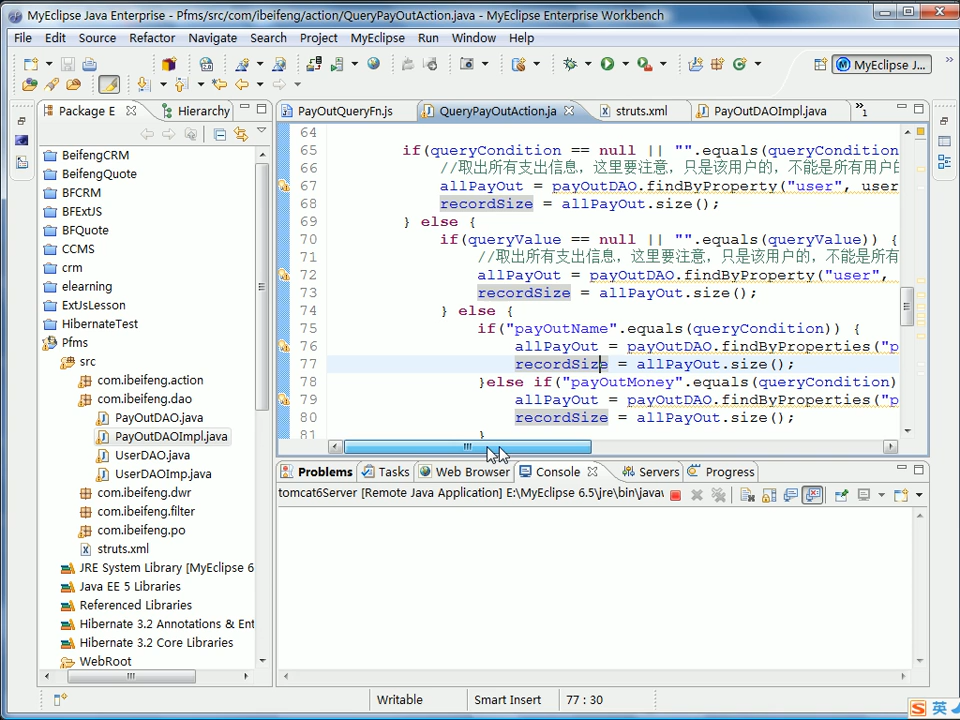 MyEclipse Java Enterprise - Pfms/src/com/ibeifeng/action/QueryPayOutAction.java - MyEclipse Enterprise Workbench
File Edit Source Refactor Navigate Search Project MyEclipse Run Window Help
MyEclipse J...
Package E Hierarchy
PayOutQueryFn.js QueryPayOutAction.ja struts.xml PayOutDAOImpl.java »1
BeifengCRM
BeifengQuote
BFCRM
BFExtJS
BFQuote
CCMS
crm
elearning
ExtJsLesson
HibernateTest
Pfms
src
com.ibeifeng.action
com.ibeifeng.dao
PayOutDAO.java
PayOutDAOImpl.java
UserDAO.java
UserDAOImp.java
com.ibeifeng.dwr
com.ibeifeng.filter
com.ibeifeng.po
struts.xml
JRE System Library [MyEclipse 6
Java EE 5 Libraries
Referenced Libraries
Hibernate 3.2 Annotations & Ent
Hibernate 3.2 Core Libraries
WebRoot
64
65 if(queryCondition == null || "".equals(queryCondition
66 //取出所有支出信息，这里要注意，只是该用户的，不能是所有用户的
67 allPayOut = payOutDAO.findByProperty("user", user
68 recordSize = allPayOut.size();
69 } else {
70 if(queryValue == null || "".equals(queryValue)) {
71 //取出所有支出信息，这里要注意，只是该用户的，不能是所有
72 allPayOut = payOutDAO.findByProperty("user",
73 recordSize = allPayOut.size();
74 } else {
75 if("payOutName".equals(queryCondition)) {
76 allPayOut = payOutDAO.findByProperties("p
77 recordSize = allPayOut.size();
78 }else if("payOutMoney".equals(queryCondition)
79 allPayOut = payOutDAO.findByProperties("p
80 recordSize = allPayOut.size();
81 }
Problems Tasks Web Browser Console Servers Progress
tomcat6Server [Remote Java Application] E:\MyEclipse 6.5\jre\bin\java
Writable Smart Insert 77 : 30
S 英